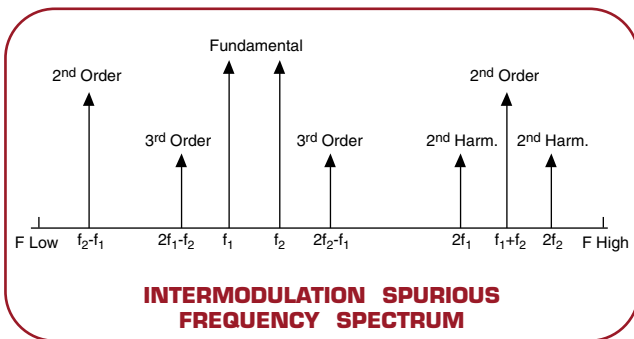 Fundamental
2nd Order
2nd Order
3rd Order
3rd Order
2nd Harm.
2nd Harm.
F Low
f2-f1
2f1-f2
f1
f2
2f2-f1
2f1
f1+f2
2f2
F High
INTERMODULATION SPURIOUS
FREQUENCY SPECTRUM